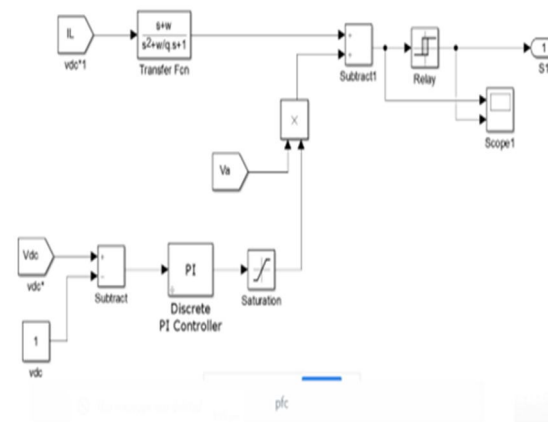 IL
vdc*1
s+w
s2+w/q.s+1
Transfer Fcn
Subtract1
Relay
1
S1
Scope1
X
Va
Vdc
vdc*
Subtract
PI
Discrete
PI Controller
Saturation
1
vdc
pfc